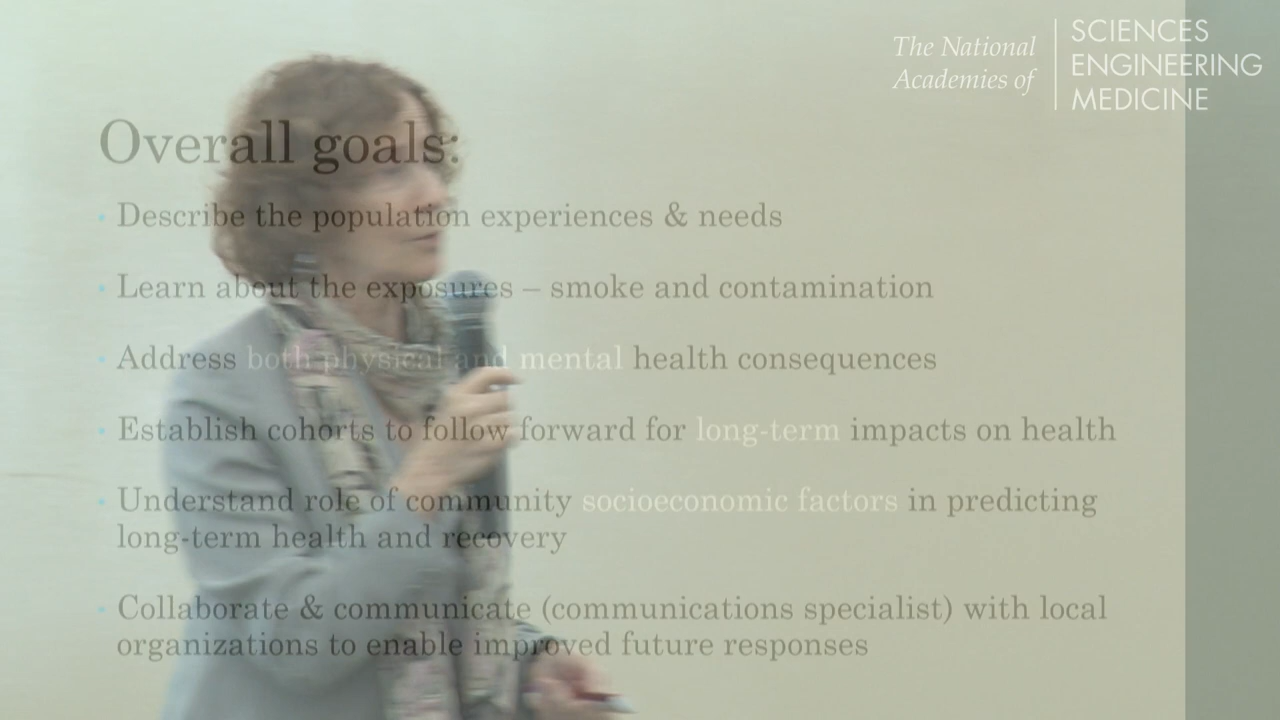 The National
Academies of
SCIENCES
ENGINEERING
MEDICINE
Overall goals:
Describe the population experiences & needs
Learn about the exposures – smoke and contamination
Address both physical and mental health consequences
Establish cohorts to follow forward for long-term impacts on health
Understand role of community socioeconomic factors in predicting
long-term health and recovery
Collaborate & communicate (communications specialist) with local
organizations to enable improved future responses